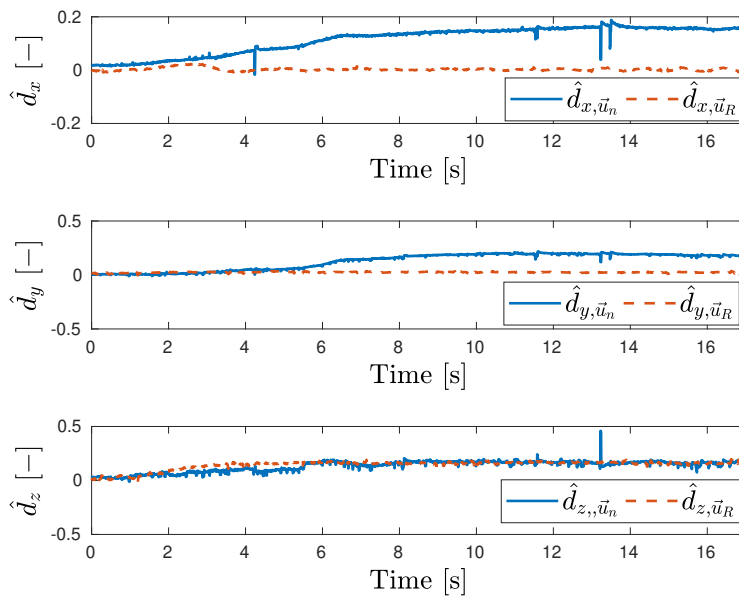 0.2
d̂ₓ [−]
0
-0.2
d̂_{x,u⃗_n} d̂_{x,u⃗_R}
0 2 4 6 8 10 12 14 16
Time [s]
0.5
d̂_y [−]
0
-0.5
d̂_{y,u⃗_n} d̂_{y,u⃗_R}
0 2 4 6 8 10 12 14 16
Time [s]
0.5
d̂_z [−]
0
-0.5
d̂_{z,,u⃗_n} d̂_{z,u⃗_R}
0 2 4 6 8 10 12 14 16
Time [s]